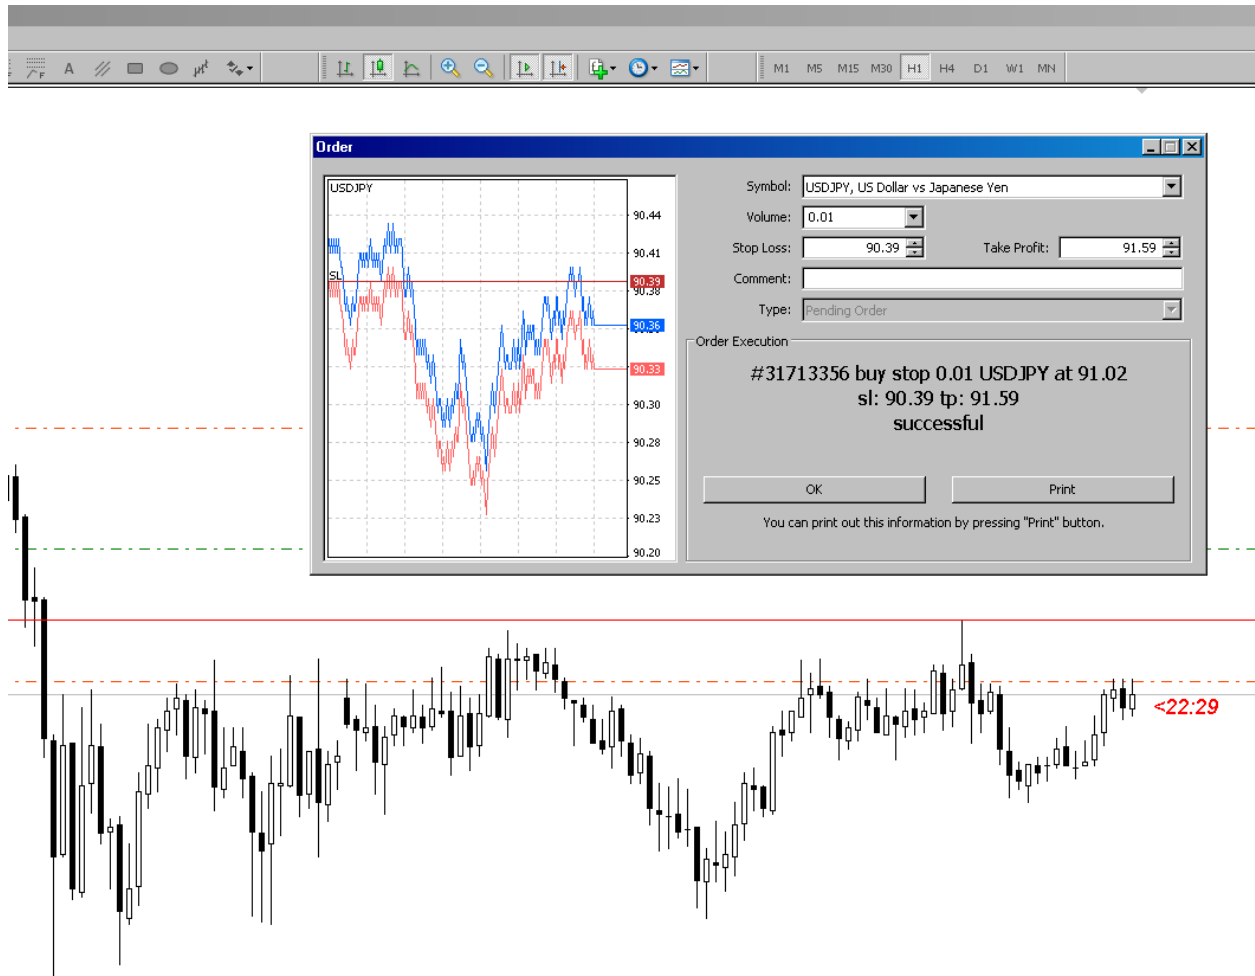 A
M1 M5 M15 M30 H1 H4 D1 W1 MN
Order
USDJPY
90.44
90.41
SL
90.39
90.38
90.36
90.33
90.30
90.28
90.25
90.23
90.20
Symbol: USDJPY, US Dollar vs Japanese Yen
Volume: 0.01
Stop Loss: 90.39 Take Profit: 91.59
Comment:
Type: Pending Order
Order Execution
#31713356 buy stop 0.01 USDJPY at 91.02
sl: 90.39 tp: 91.59
successful
OK Print
You can print out this information by pressing "Print" button.
<22:29